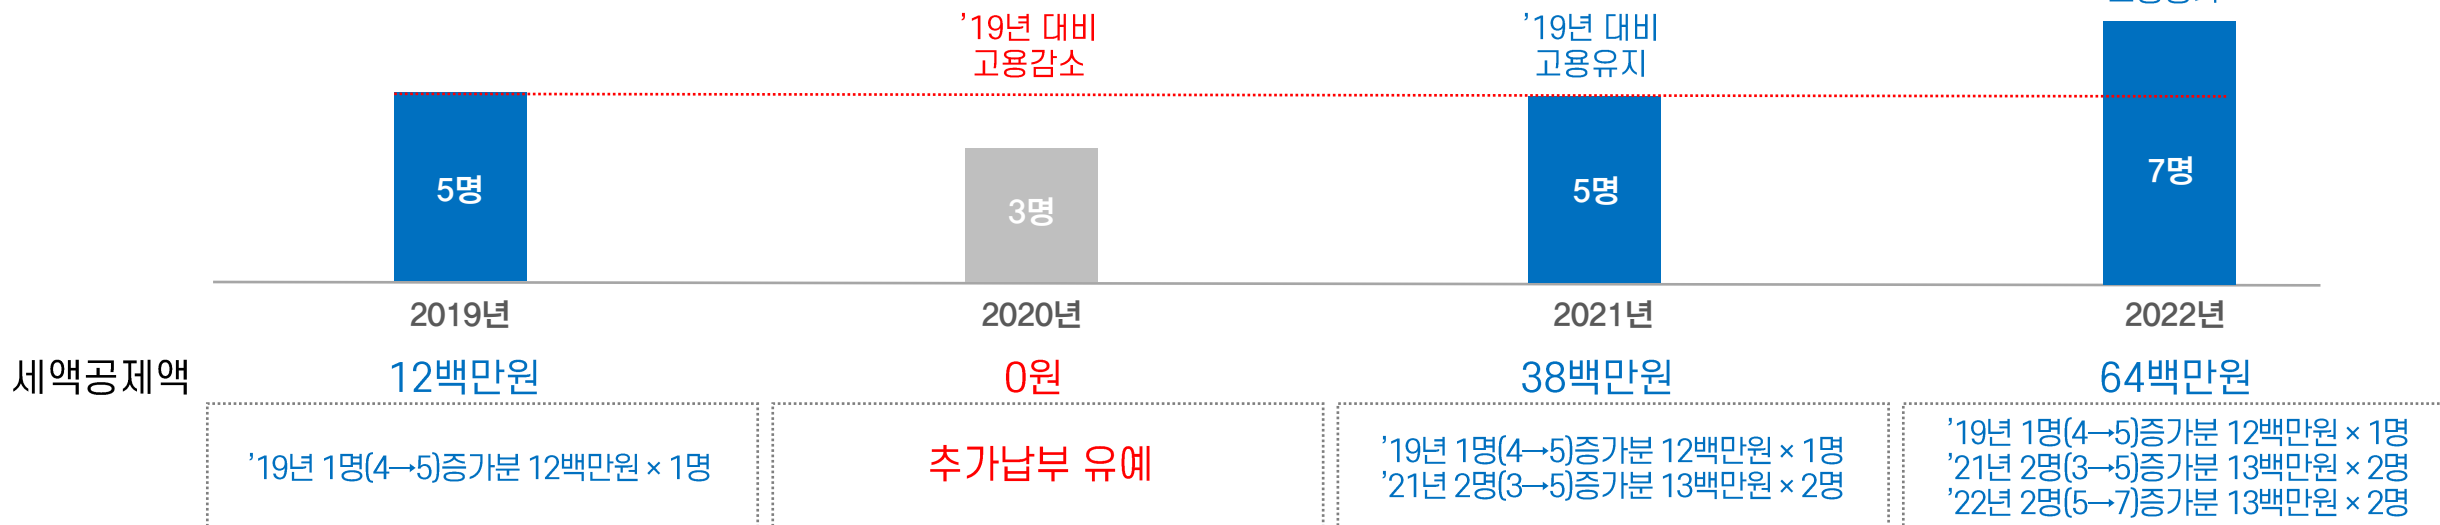 ’19년 대비
고용감소
’19년 대비
고용유지
5명
3명
5명
7명
2019년
2020년
2021년
2022년
세액공제액
12백만원
0원
38백만원
64백만원
’19년 1명(4→5)증가분 12백만원 × 1명
추가납부 유예
’19년 1명(4→5)증가분 12백만원 × 1명
’21년 2명(3→5)증가분 13백만원 × 2명
’19년 1명(4→5)증가분 12백만원 × 1명
’21년 2명(3→5)증가분 13백만원 × 2명
’22년 2명(5→7)증가분 13백만원 × 2명